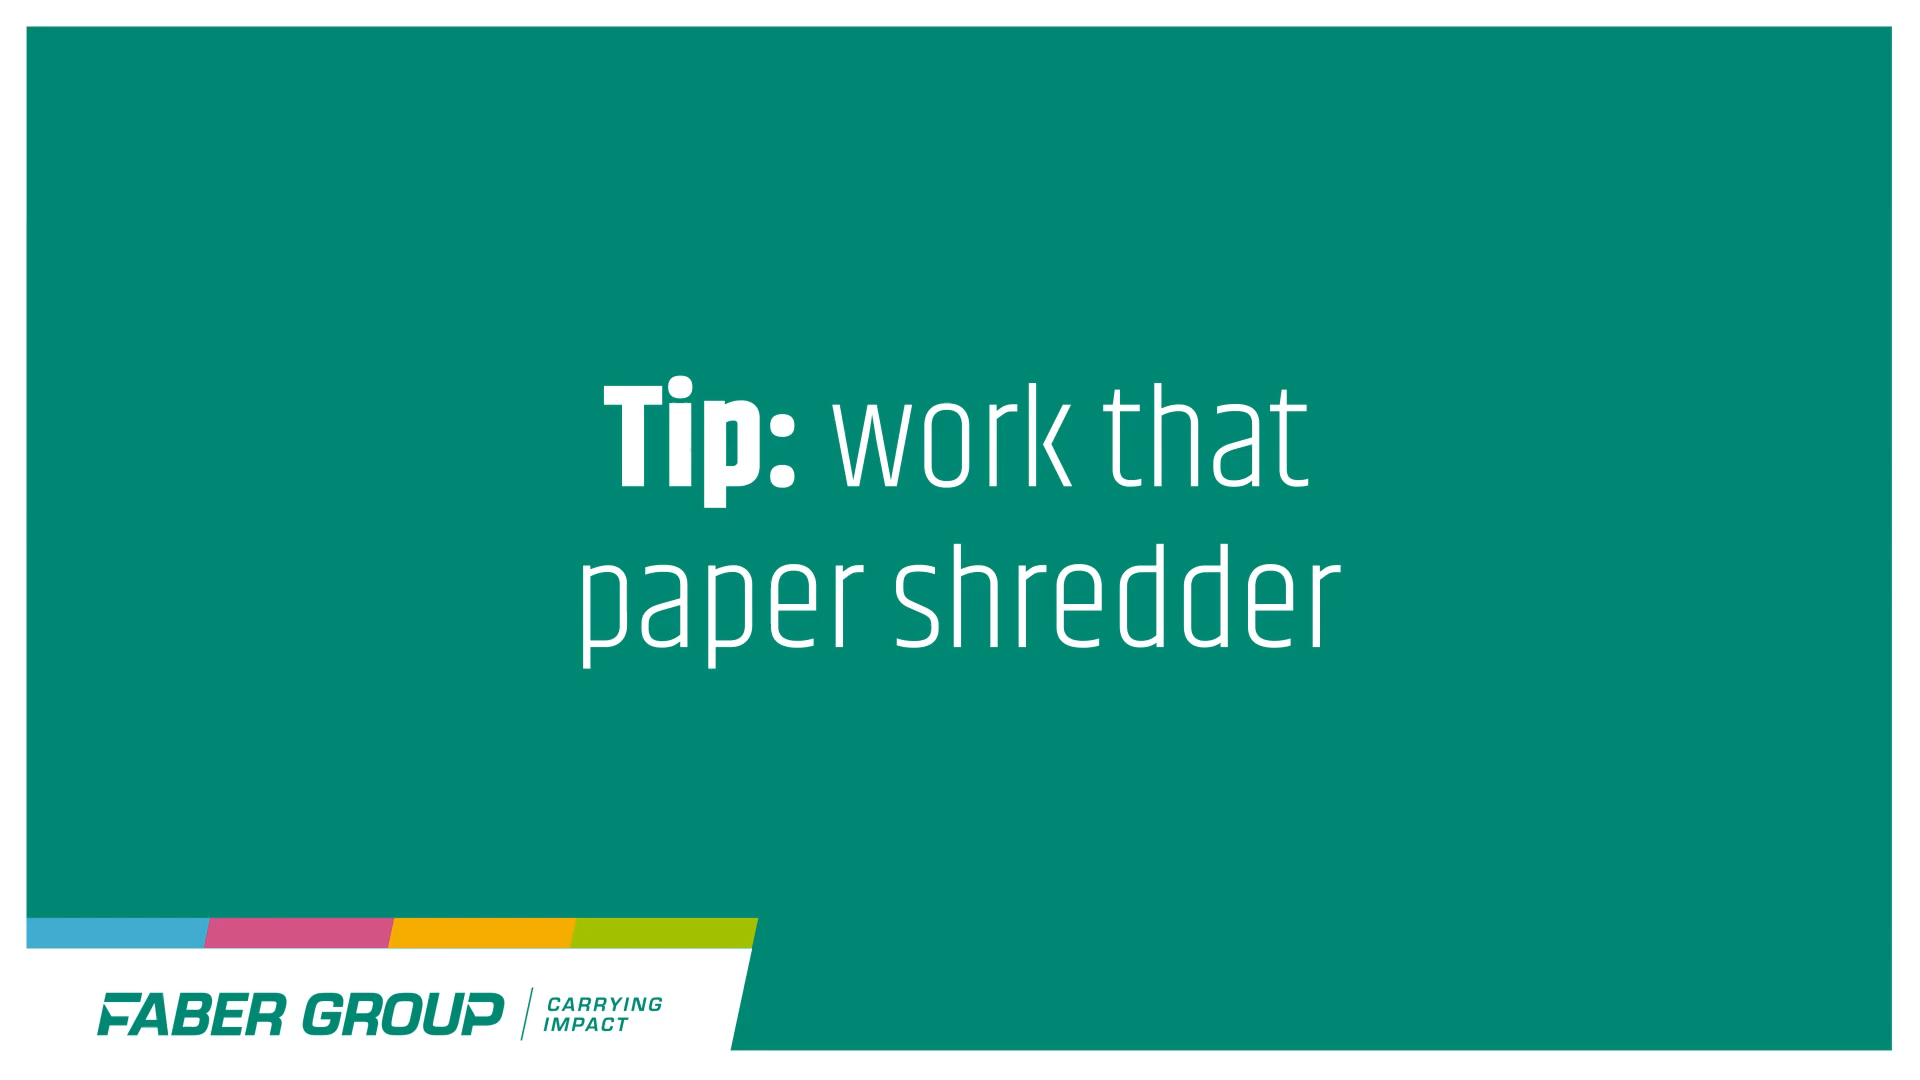 Tip: work that
paper shredder
FABER GROUP
CARRYING
IMPACT